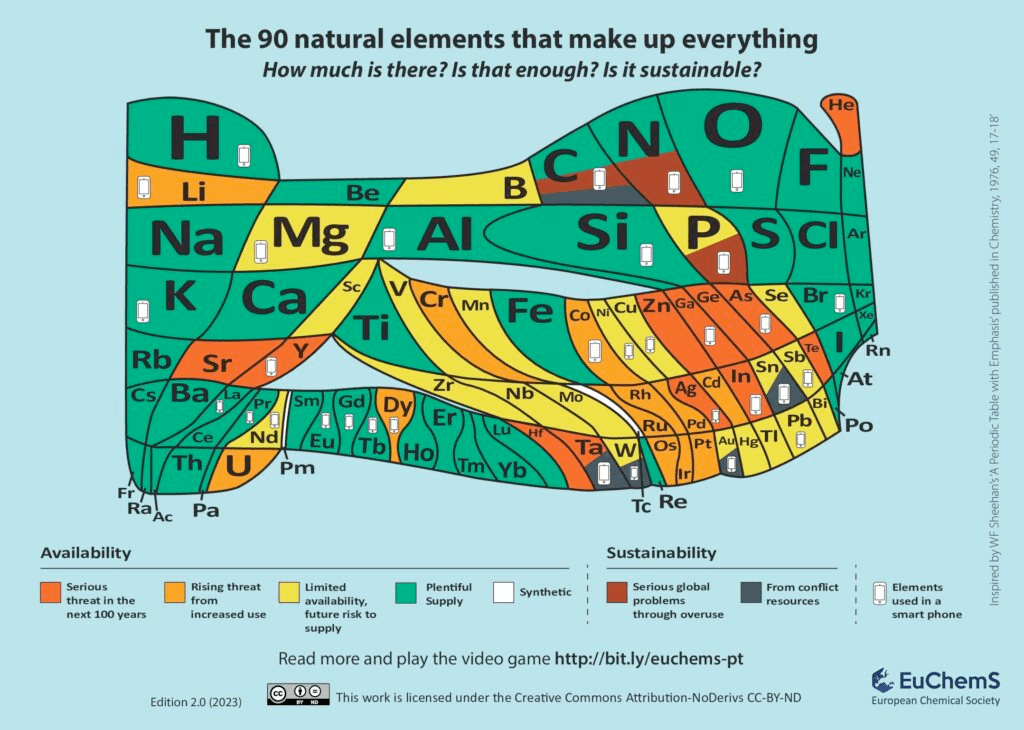 The 90 natural elements that make up everything
How much is there? Is that enough? Is it sustainable?
H
He
C
N
O
F
Ne
Li
Be
B
Na
Mg
Al
Si
P
S
Cl
Ar
K
Ca
Sc
Ti
V
Cr
Mn
Fe
Co
Ni
Cu
Zn
Ga
Ge
As
Se
Br
Kr
Xe
Rb
Sr
Y
Zr
Nb
Mo
Rh
Ru
Ag
Pd
Cd
In
Sn
Sb
Te
I
Rn
At
Cs
Ba
La
Ce
Pr
Nd
Sm
Eu
Gd
Tb
Dy
Ho
Er
Tm
Lu
Yb
Hf
Ta
W
Os
Ir
Pt
Au
Hg
Tl
Pb
Bi
Po
Th
U
Pm
Fr
Ra
Ac
Pa
Tc
Re
Inspired by WF Sheehan's 'A Periodic Table with Emphasis' published in Chemistry, 1976, 49, 17-18'
Availability
Serious
threat in the
next 100 years
Rising threat
from
increased use
Limited
availability,
future risk to
supply
Plentiful
Supply
Synthetic
Sustainability
Serious global
problems
through overuse
From conflict
resources
Elements
used in a
smart phone
Read more and play the video game http://bit.ly/euchems-pt
Edition 2.0 (2023)
CC
BY ND
This work is licensed under the Creative Commons Attribution-NoDerivs CC-BY-ND
EuChemS
European Chemical Society